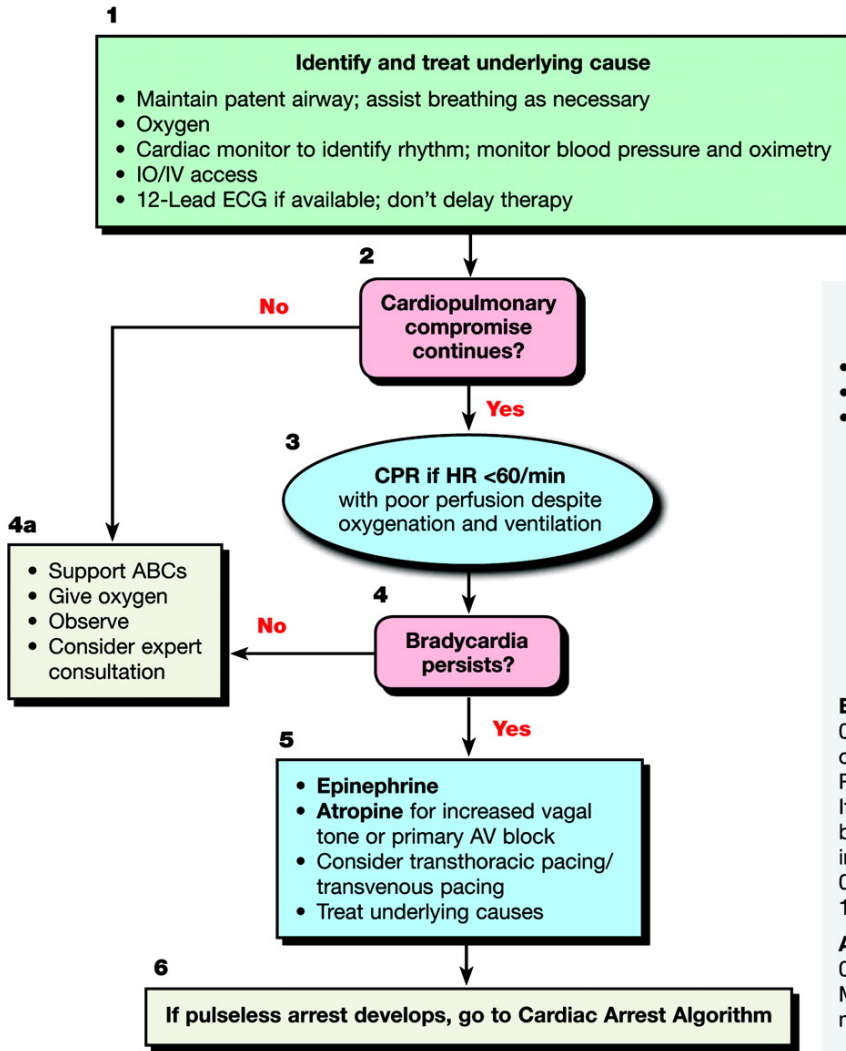 1
Identify and treat underlying cause
• Maintain patent airway; assist breathing as necessary
• Oxygen
• Cardiac monitor to identify rhythm; monitor blood pressure and oximetry
• IO/IV access
• 12-Lead ECG if available; don’t delay therapy
2
Cardiopulmonary
compromise
continues?
No
Yes
3
CPR if HR <60/min
with poor perfusion despite
oxygenation and ventilation
4a
• Support ABCs
• Give oxygen
• Observe
• Consider expert
consultation
4
No
Bradycardia
persists?
Yes
5
• Epinephrine
• Atropine for increased vagal
tone or primary AV block
• Consider transthoracic pacing/
transvenous pacing
• Treat underlying causes
6
If pulseless arrest develops, go to Cardiac Arrest Algorithm